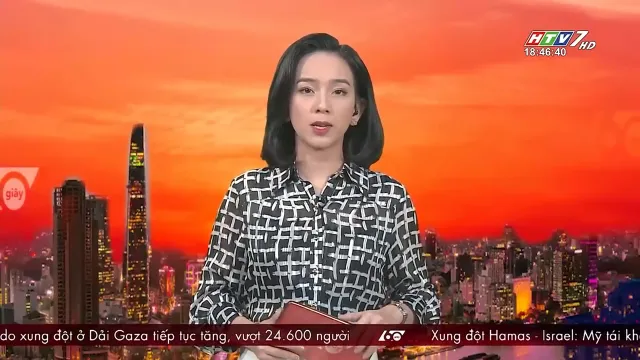 HTV7 HD
18:46:40
giây
do xung đột ở Dải Gaza tiếp tục tăng, vượt 24.600 người 60 Xung đột Hamas - Israel: Mỹ tái kh